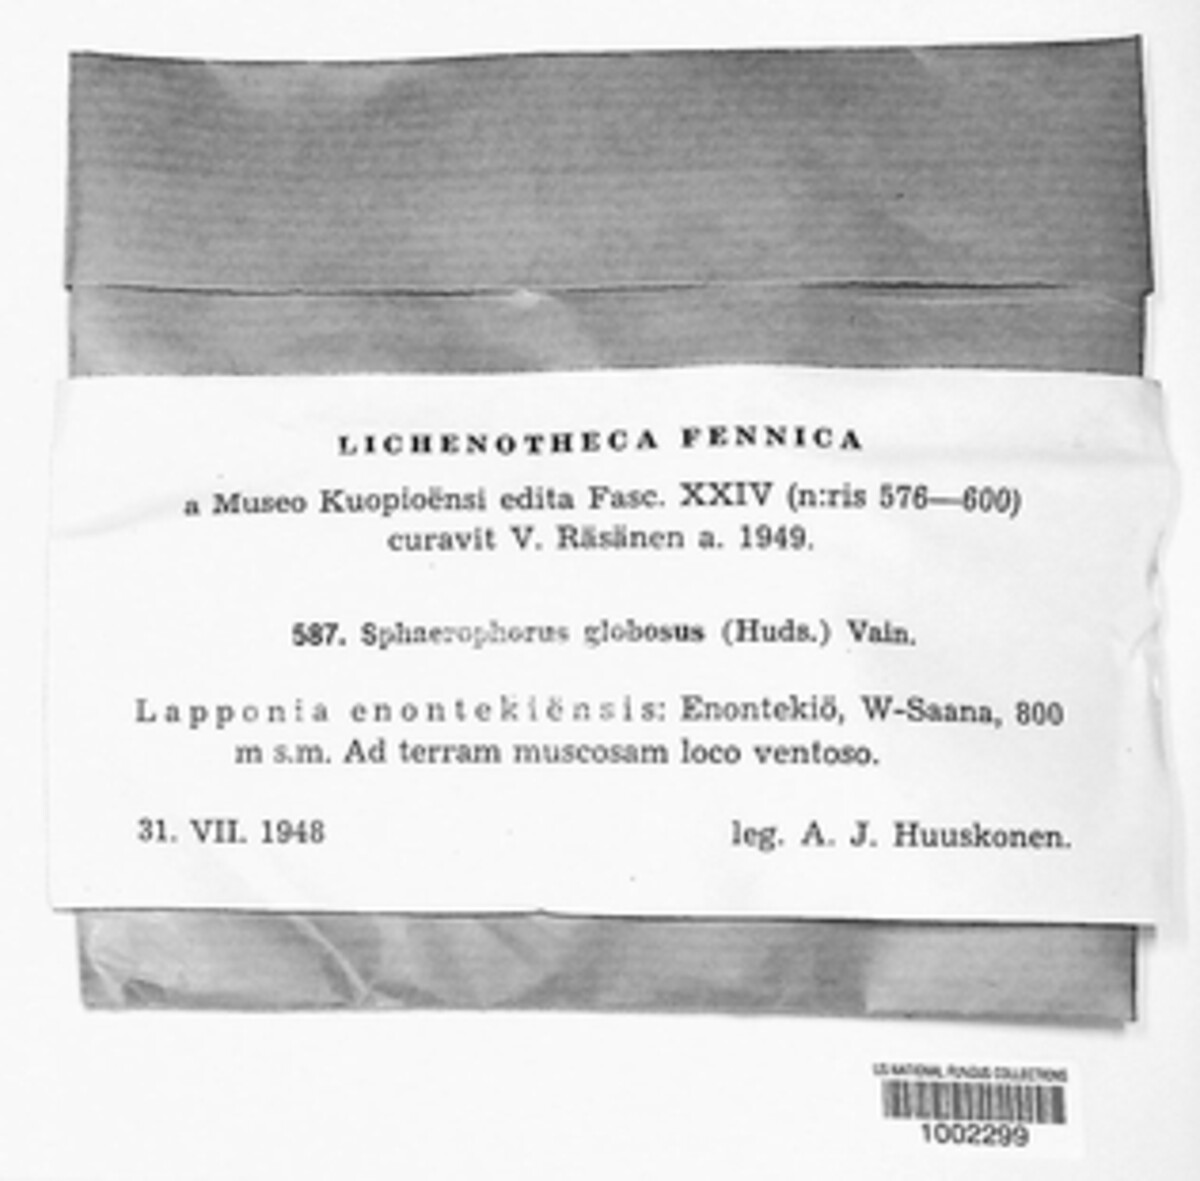 LICHENOTHECA FENNICA
a Museo Kuopioënsi edita Fasc. XXIV (n:ris 576—600)
curavit V. Räsänen a. 1949.
587. Sphaerophorus globosus (Huds.) Vain.
Lapponia enontekiënsis: Enontekiö, W-Saana, 800
m s.m. Ad terram muscosam loco ventoso.
31. VII. 1948
leg. A. J. Huuskonen.
US NATIONAL FUNGUS COLLECTIONS
1002299